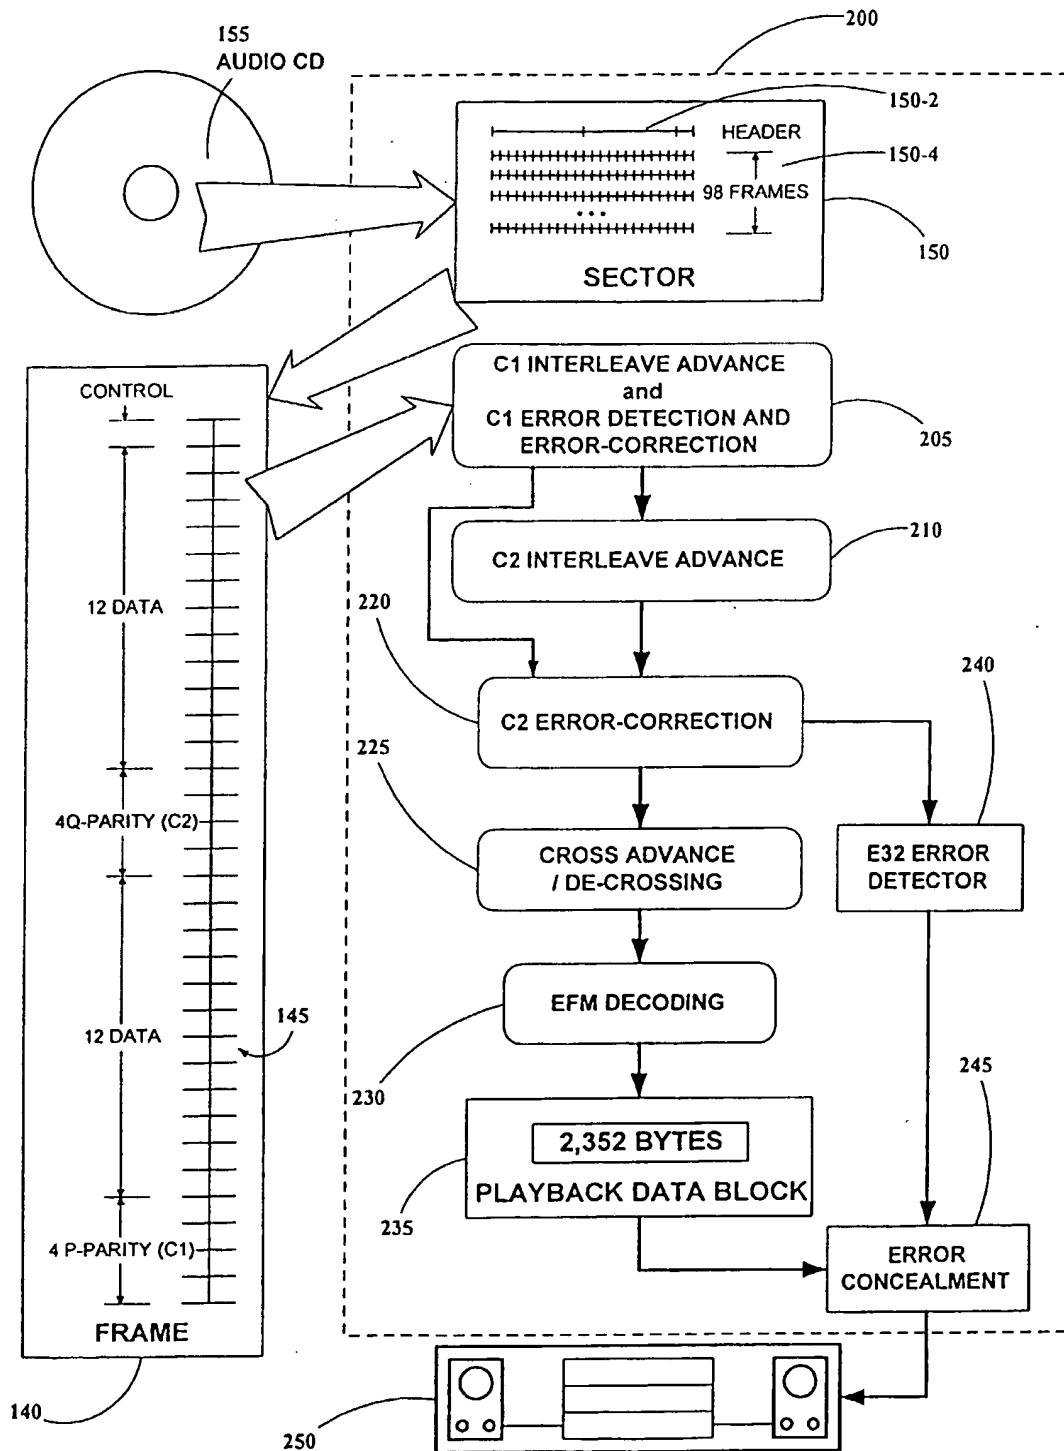 155
AUDIO CD
200
150-2
HEADER
150-4
98 FRAMES
•••
150
SECTOR
CONTROL
12 DATA
4Q-PARITY (C2)
12 DATA
145
4 P-PARITY (C1)
FRAME
140
C1 INTERLEAVE ADVANCE
and
C1 ERROR DETECTION AND
ERROR-CORRECTION
205
C2 INTERLEAVE ADVANCE
210
220
C2 ERROR-CORRECTION
240
225
CROSS ADVANCE
/ DE-CROSSING
E32 ERROR
DETECTOR
EFM DECODING
230
245
2,352 BYTES
PLAYBACK DATA BLOCK
235
ERROR
CONCEALMENT
250